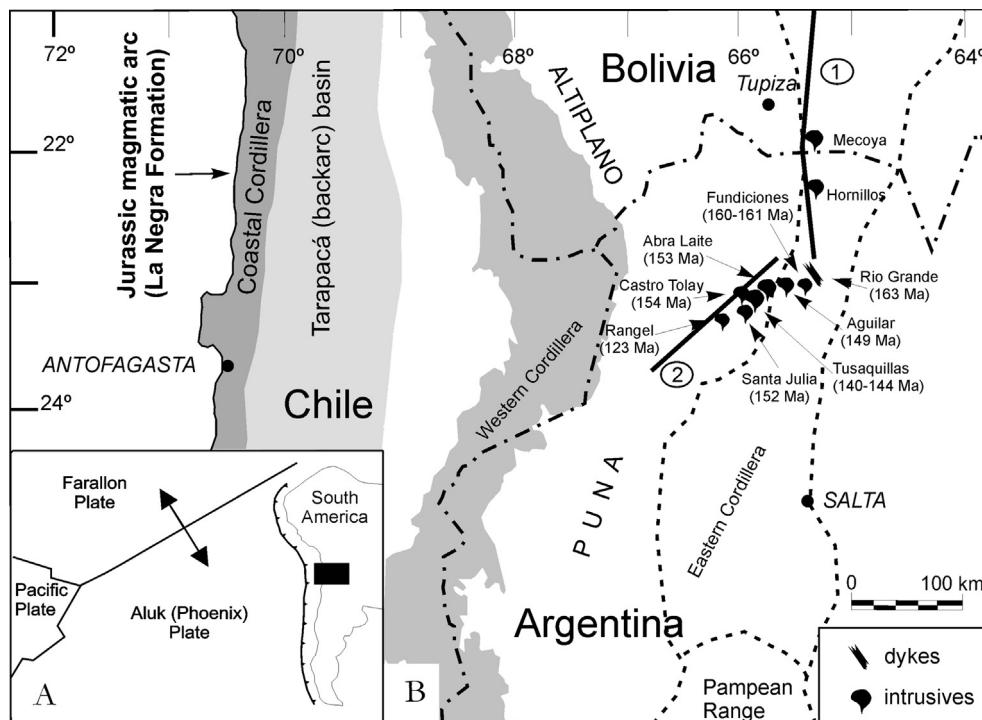 72º
70º
68º
66º
64º
22º
24º
Jurassic magmatic arc
(La Negra Formation)
Coastal Cordillera
Tarapacá (backarc) basin
ANTOFAGASTA
Chile
ALTIPLANO
Western Cordillera
Bolivia
Tupiza
1
Mecoya
Hornillos
Fundiciones
(160-161 Ma)
Abra Laite
(153 Ma)
Castro Tolay
(154 Ma)
Rangel
(123 Ma)
2
Rio Grande
(163 Ma)
Aguilar
(149 Ma)
Tusaquillas
(140-144 Ma)
Santa Julia
(152 Ma)
PUNA
Eastern Cordillera
SALTA
0 100 km
Argentina
Pampean
Range
dykes
intrusives
B
Farallon
Plate
South
America
Pacific
Plate
Aluk (Phoenix)
Plate
A